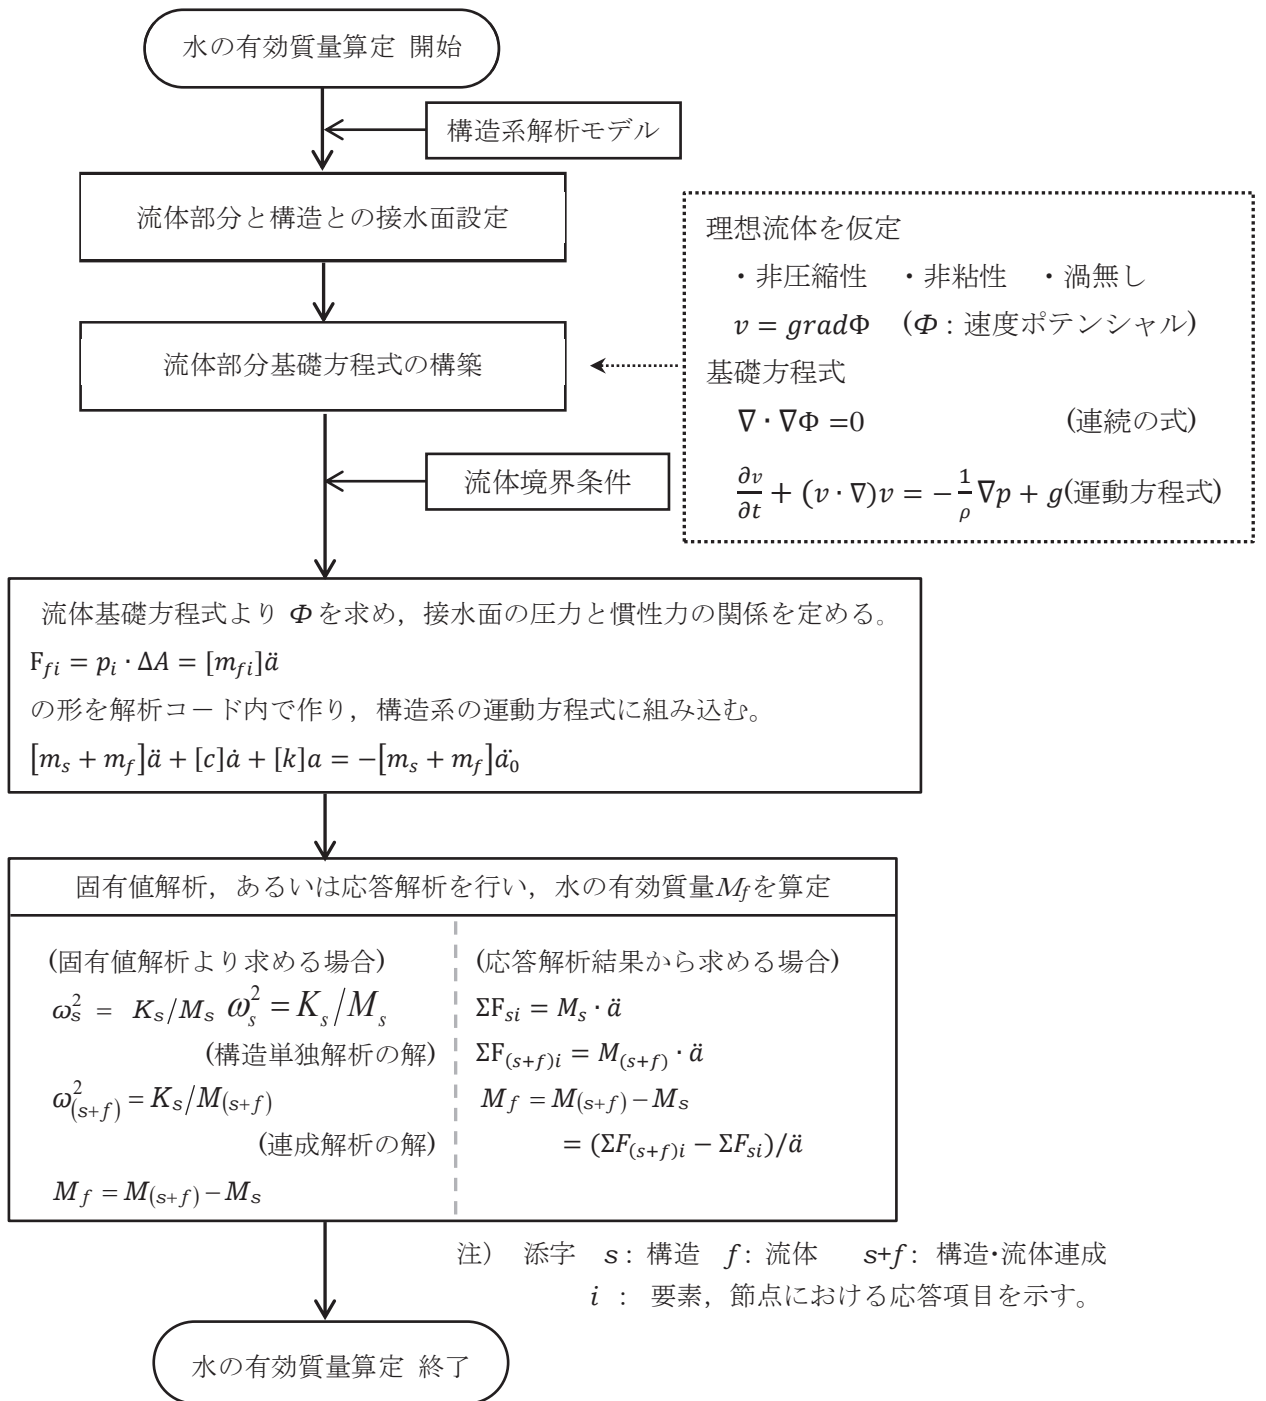 水の有効質量算定 開始
構造系解析モデル
流体部分と構造との接水面設定
流体部分基礎方程式の構築
理想流体を仮定
・非圧縮性 ・非粘性 ・渦無し
v = gradΦ (Φ : 速度ポテンシャル)
基礎方程式
∇ · ∇Φ =0 (連続の式)
∂v/∂t + (v · ∇)v = −1/ρ ∇p + g(運動方程式)
流体境界条件
流体基礎方程式より Φ を求め，接水面の圧力と慣性力の関係を定める。
F_{fi} = p_i · ΔA = [m_{fi}]ä
の形を解析コード内で作り，構造系の運動方程式に組み込む。
[m_s + m_f]ä + [c]ȧ + [k]a = −[m_s + m_f]ä_0
固有値解析，あるいは応答解析を行い，水の有効質量M_fを算定
(固有値解析より求める場合)
ω_s^2 = K_s/M_s ω_s^2 = K_s/M_s
(構造単独解析の解)
ω_{(s+f)}^2 = K_s/M_{(s+f)}
(連成解析の解)
M_f = M_{(s+f)} − M_s
(応答解析結果から求める場合)
ΣF_{si} = M_s · ä
ΣF_{(s+f)i} = M_{(s+f)} · ä
M_f = M_{(s+f)} − M_s
= (ΣF_{(s+f)i} − ΣF_{si})/ä
注） 添字 s : 構造 f : 流体 s+f : 構造･流体連成
i : 要素，節点における応答項目を示す。
水の有効質量算定 終了